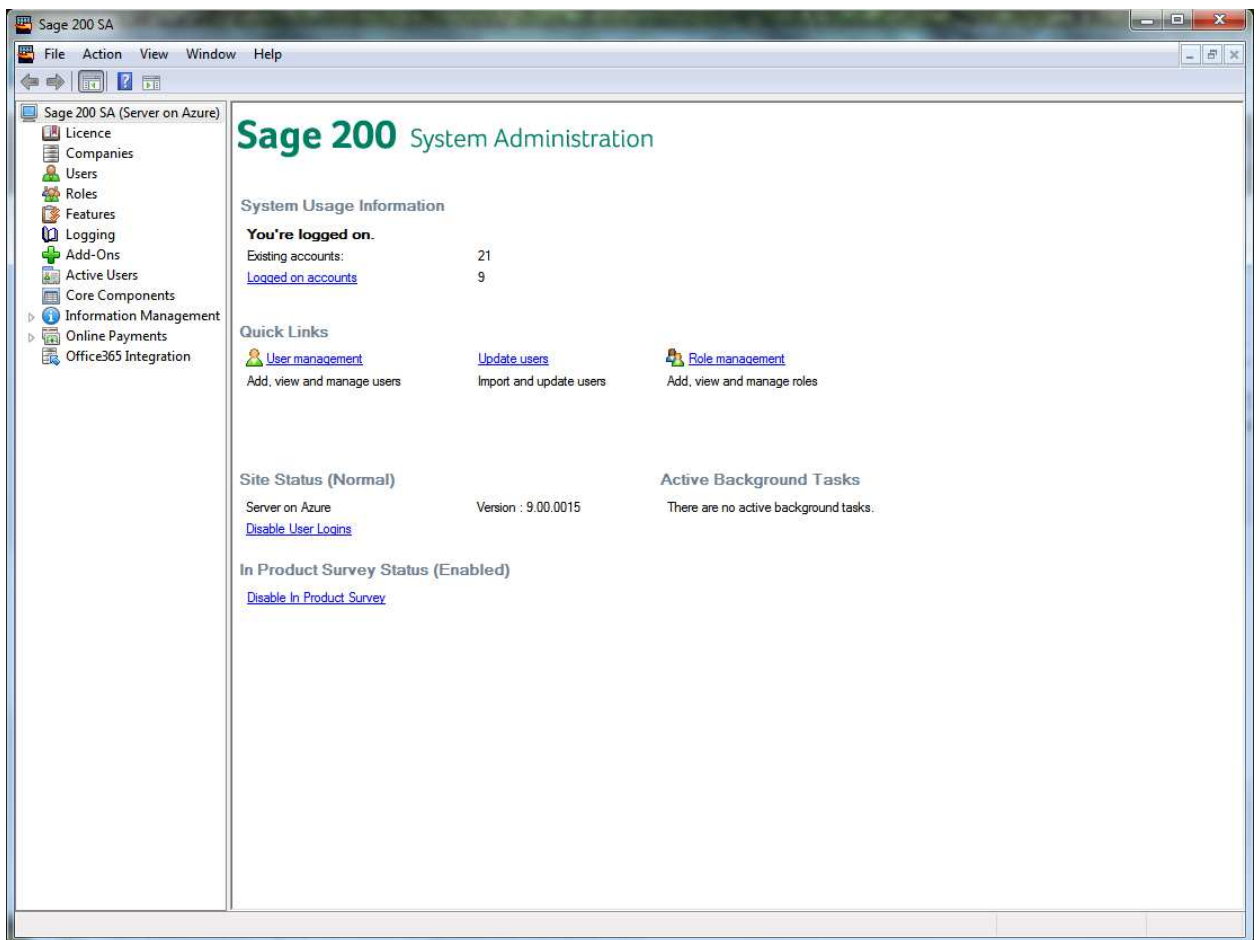 Sage 200 SA
File Action View Window Help
Sage 200 SA (Server on Azure)
Licence
Companies
Users
Roles
Features
Logging
Add-Ons
Active Users
Core Components
Information Management
Online Payments
Office365 Integration
Sage 200 System Administration
System Usage Information
You're logged on.
Existing accounts: 21
Logged on accounts 9
Quick Links
User management Update users Role management
Add, view and manage users Import and update users Add, view and manage roles
Site Status (Normal) Active Background Tasks
Server on Azure Version : 9.00.0015 There are no active background tasks.
Disable User Logins
In Product Survey Status (Enabled)
Disable In Product Survey